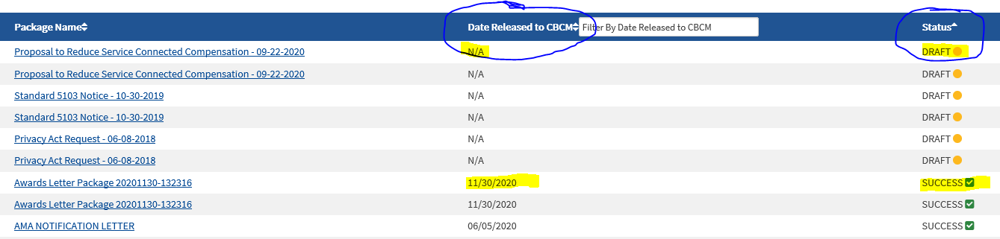 Package Name Date Released to CBCM Filter By Date Released to CBCM Status
Proposal to Reduce Service Connected Compensation - 09-22-2020 N/A DRAFT
Proposal to Reduce Service Connected Compensation - 09-22-2020 N/A DRAFT
Standard 5103 Notice - 10-30-2019 N/A DRAFT
Standard 5103 Notice - 10-30-2019 N/A DRAFT
Privacy Act Request - 06-08-2018 N/A DRAFT
Privacy Act Request - 06-08-2018 N/A DRAFT
Awards Letter Package 20201130-132316 11/30/2020 SUCCESS
Awards Letter Package 20201130-132316 11/30/2020 SUCCESS
AMA NOTIFICATION LETTER 06/05/2020 SUCCESS